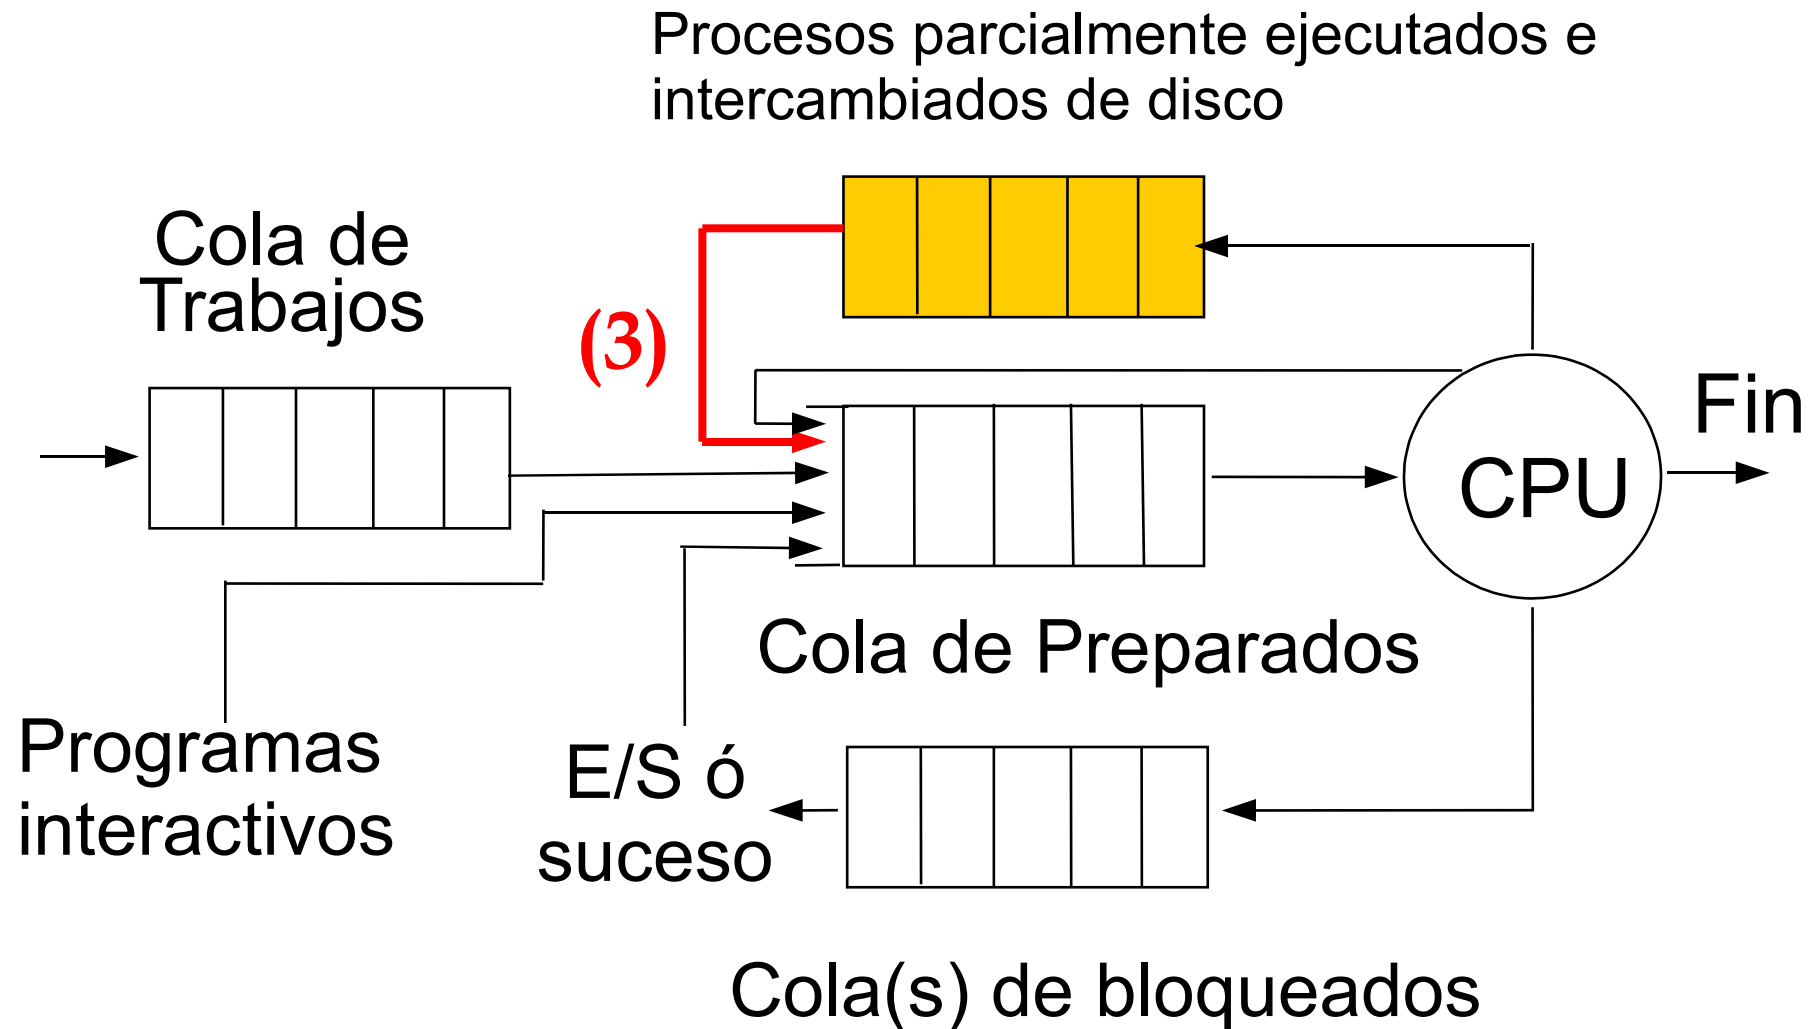 Procesos parcialmente ejecutados e
intercambiados de disco
Cola de
Trabajos
(3)
Fin
CPU
Cola de Preparados
Programas
interactivos
E/S ó
suceso
Cola(s) de bloqueados